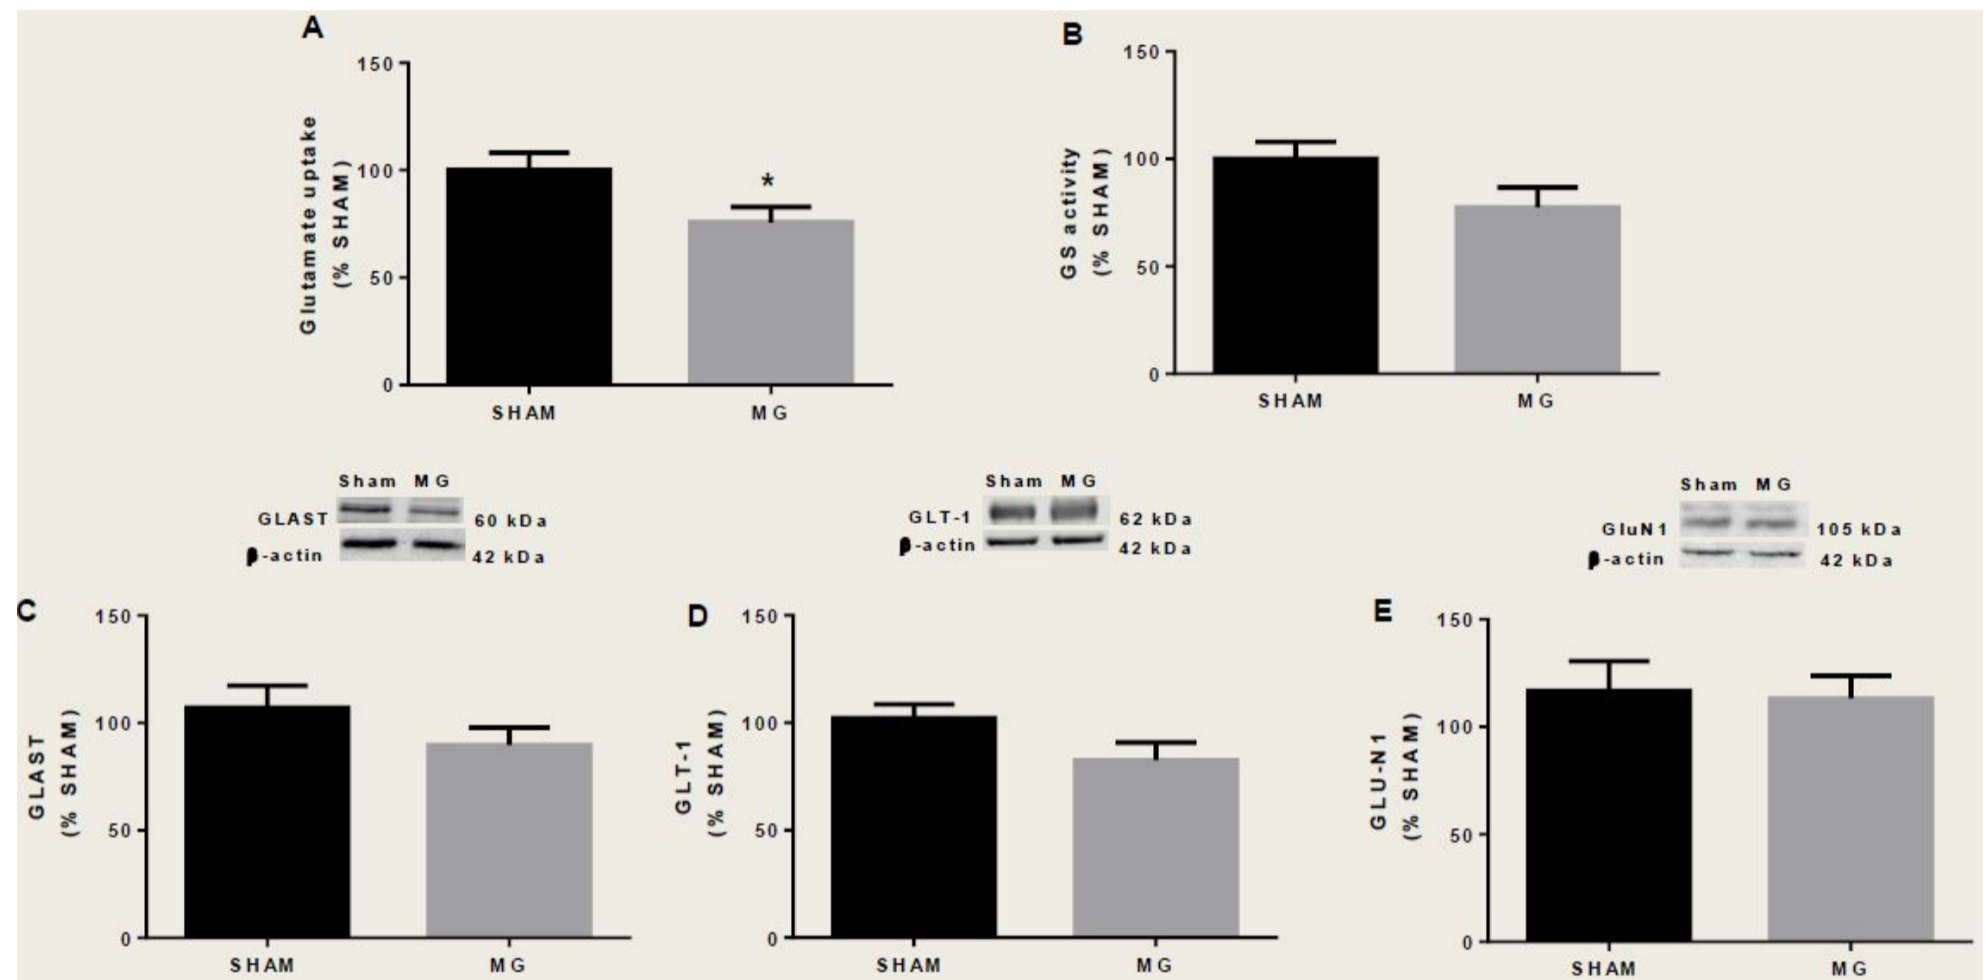 A
150
100
50
0
Glutamate uptake
(% SHAM)
*
SHAM MG
B
150
100
50
0
GS activity
(% SHAM)
SHAM MG
Sham MG
GLAST 60 kDa
β-actin 42 kDa
Sham MG
GLT-1 62 kDa
β-actin 42 kDa
Sham MG
GluN1 105 kDa
β-actin 42 kDa
C
150
100
50
0
GLAST
(% SHAM)
SHAM MG
D
150
100
50
0
GLT-1
(% SHAM)
SHAM MG
E
150
100
50
0
GLU-N1
(% SHAM)
SHAM MG